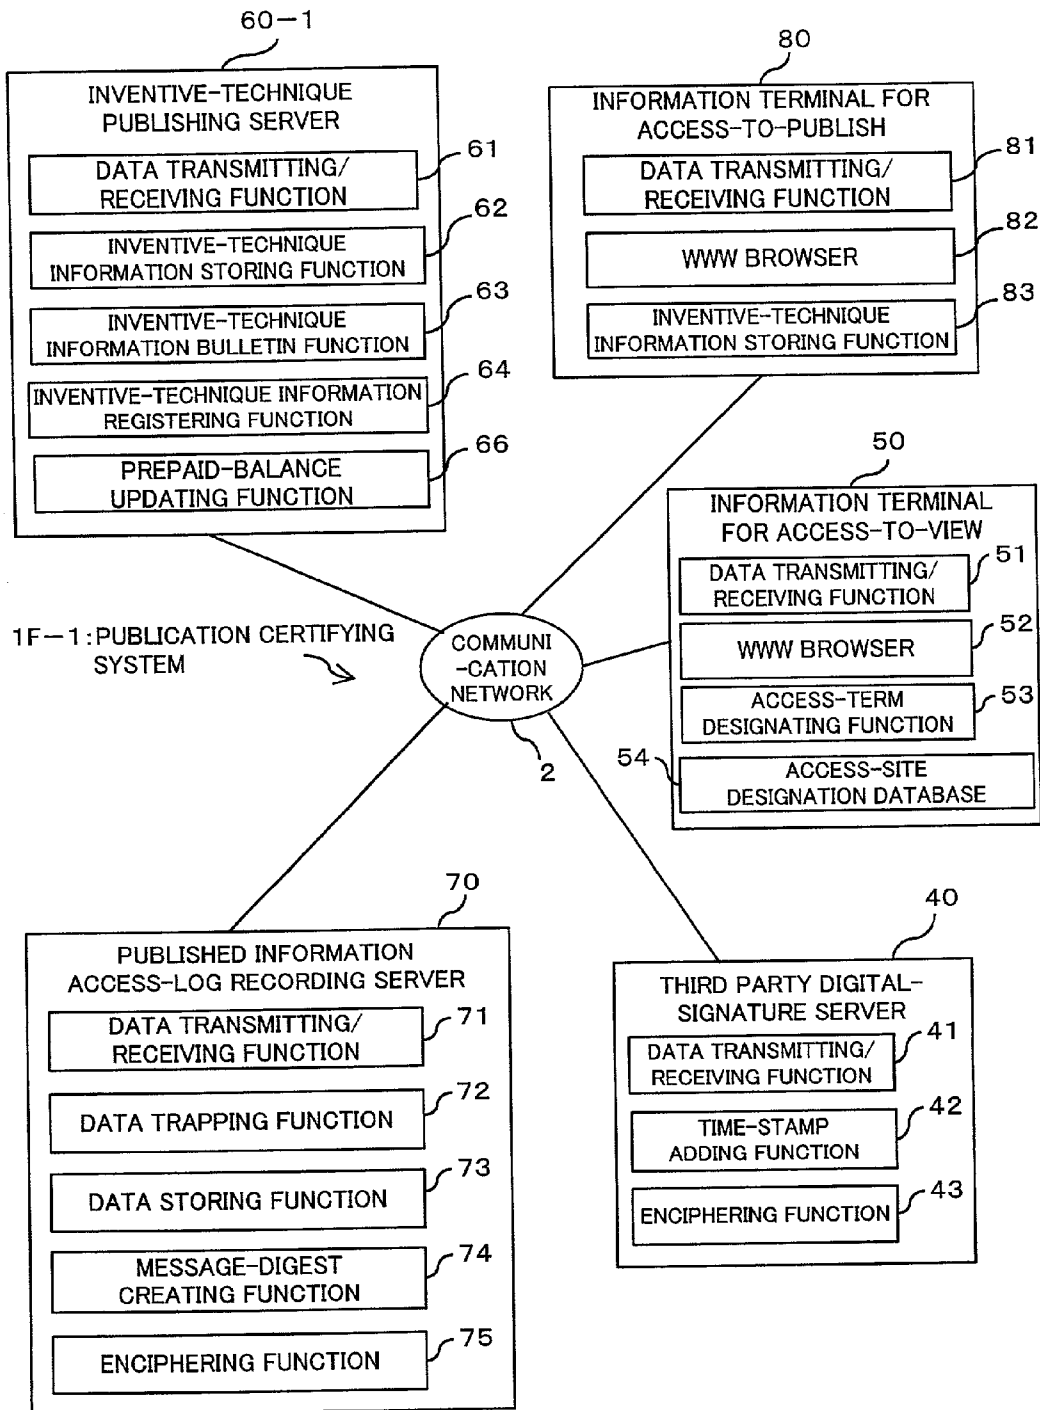 60-1
INVENTIVE-TECHNIQUE
PUBLISHING SERVER
DATA TRANSMITTING/
RECEIVING FUNCTION
61
INVENTIVE-TECHNIQUE
INFORMATION STORING FUNCTION
62
INVENTIVE-TECHNIQUE
INFORMATION BULLETIN FUNCTION
63
INVENTIVE-TECHNIQUE INFORMATION
REGISTERING FUNCTION
64
PREPAID-BALANCE
UPDATING FUNCTION
66
80
INFORMATION TERMINAL FOR
ACCESS-TO-PUBLISH
DATA TRANSMITTING/
RECEIVING FUNCTION
81
WWW BROWSER
82
INVENTIVE-TECHNIQUE
INFORMATION STORING FUNCTION
83
50
INFORMATION TERMINAL
FOR ACCESS-TO-VIEW
DATA TRANSMITTING/
RECEIVING FUNCTION
51
WWW BROWSER
52
ACCESS-TERM
DESIGNATING FUNCTION
53
54
ACCESS-SITE
DESIGNATION DATABASE
1F-1:PUBLICATION CERTIFYING
SYSTEM
COMMUNI
-CATION
NETWORK
2
70
PUBLISHED INFORMATION
ACCESS-LOG RECORDING SERVER
DATA TRANSMITTING/
RECEIVING FUNCTION
71
DATA TRAPPING FUNCTION
72
DATA STORING FUNCTION
73
MESSAGE-DIGEST
CREATING FUNCTION
74
ENCIPHERING FUNCTION
75
40
THIRD PARTY DIGITAL-
SIGNATURE SERVER
DATA TRANSMITTING/
RECEIVING FUNCTION
41
TIME-STAMP
ADDING FUNCTION
42
ENCIPHERING FUNCTION
43